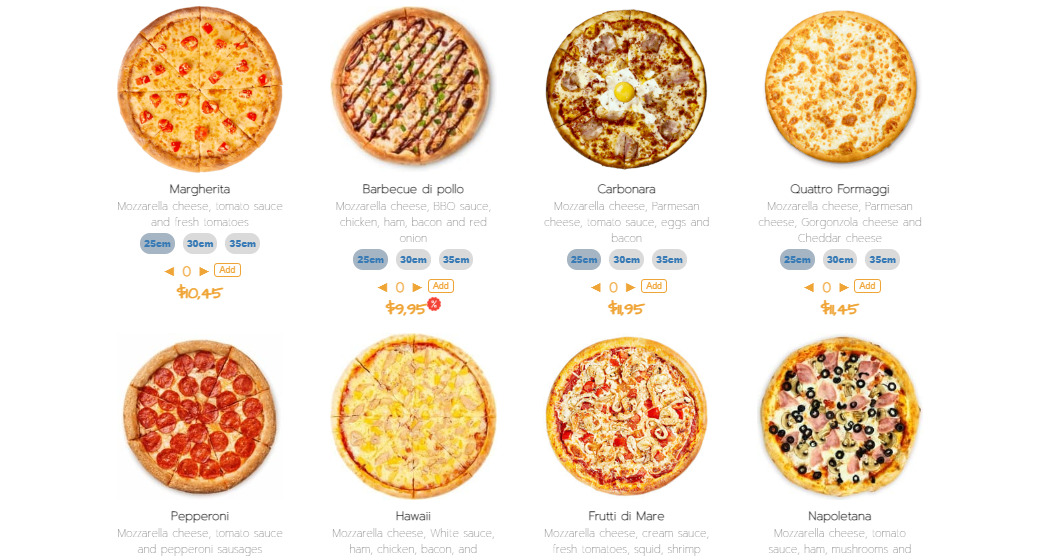 Margherita
Mozzarella cheese, tomato sauce
and fresh tomatoes
25cm 30cm 35cm
◀ 0 ▶ Add
$10,45
Barbecue di pollo
Mozzarella cheese, BBQ sauce,
chicken, ham, bacon and red
onion
25cm 30cm 35cm
◀ 0 ▶ Add
$9,95 %
Carbonara
Mozzarella cheese, Parmesan
cheese, tomato sauce, eggs and
bacon
25cm 30cm 35cm
◀ 0 ▶ Add
$11,95
Quattro Formaggi
Mozzarella cheese, Parmesan
cheese, Gorgonzola cheese and
Cheddar cheese
25cm 30cm 35cm
◀ 0 ▶ Add
$11,45
Pepperoni
Mozzarella cheese, tomato sauce
and pepperoni sausages
Hawaii
Mozzarella cheese, White sauce,
ham, chicken, bacon, and
Frutti di Mare
Mozzarella cheese, cream sauce,
fresh tomatoes, squid, shrimp
Napoletana
Mozzarella cheese, tomato
sauce, ham, mushrooms and